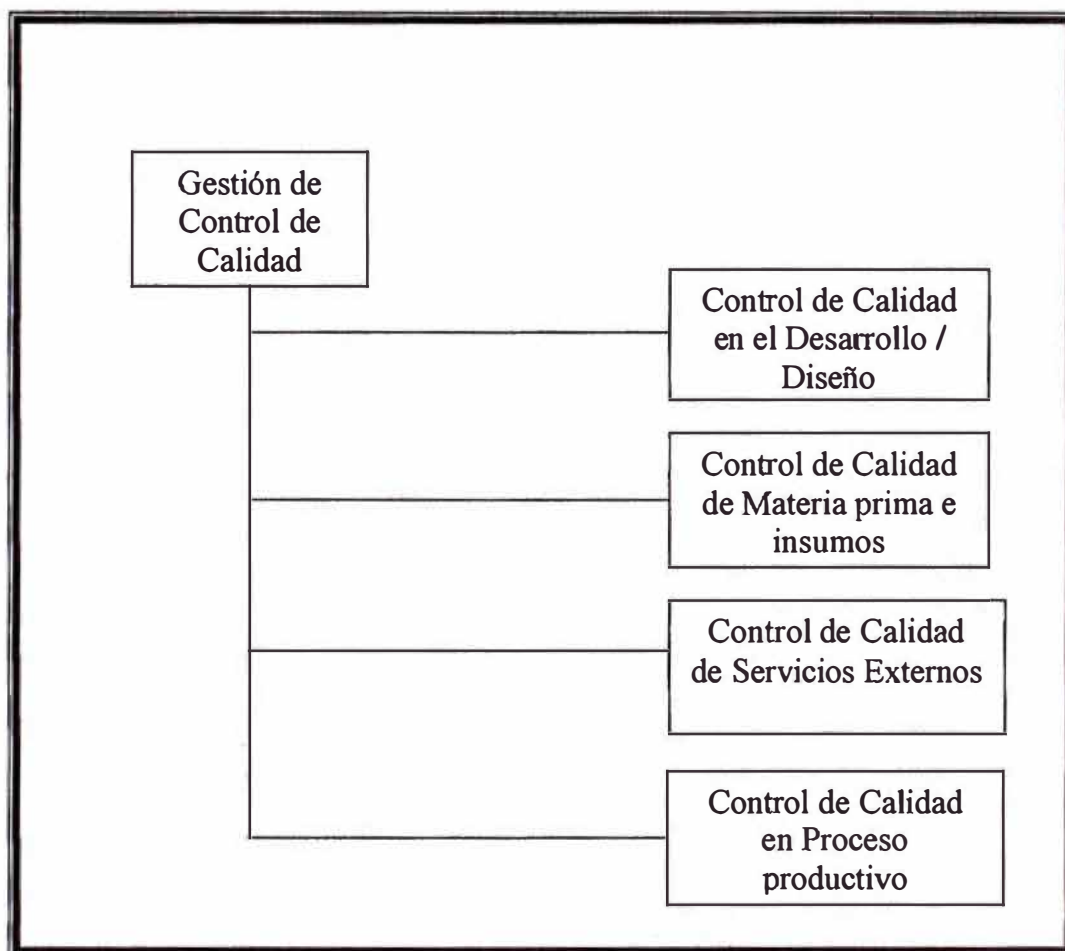 Gestión de
Control de
Calidad
Control de Calidad
en el Desarrollo /
Diseño
Control de Calidad
de Materia prima e
insumos
Control de Calidad
de Servicios Externos
Control de Calidad
en Proceso
productivo